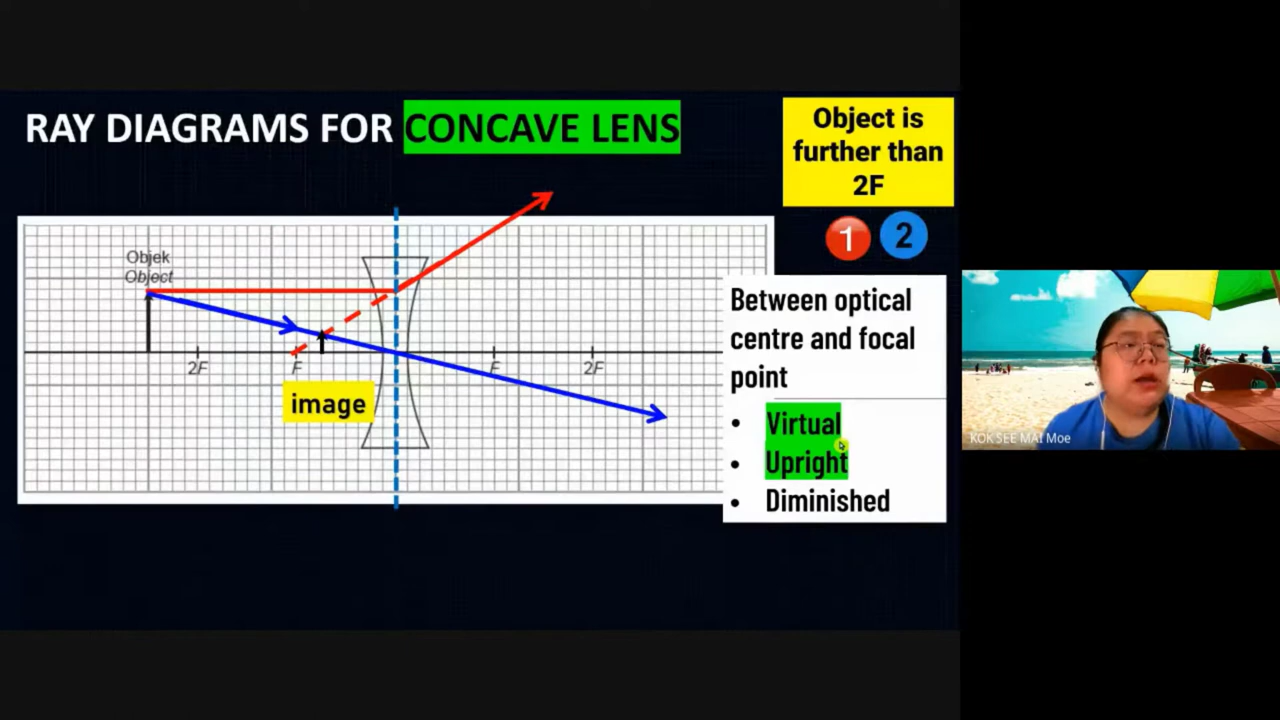 RAY DIAGRAMS FOR CONCAVE LENS
Object is
further than
2F
1 2
Objek
Object
2F F F 2F
image
Between optical
centre and focal
point
• Virtual
• Upright
• Diminished
KOK SEE MAI Moe